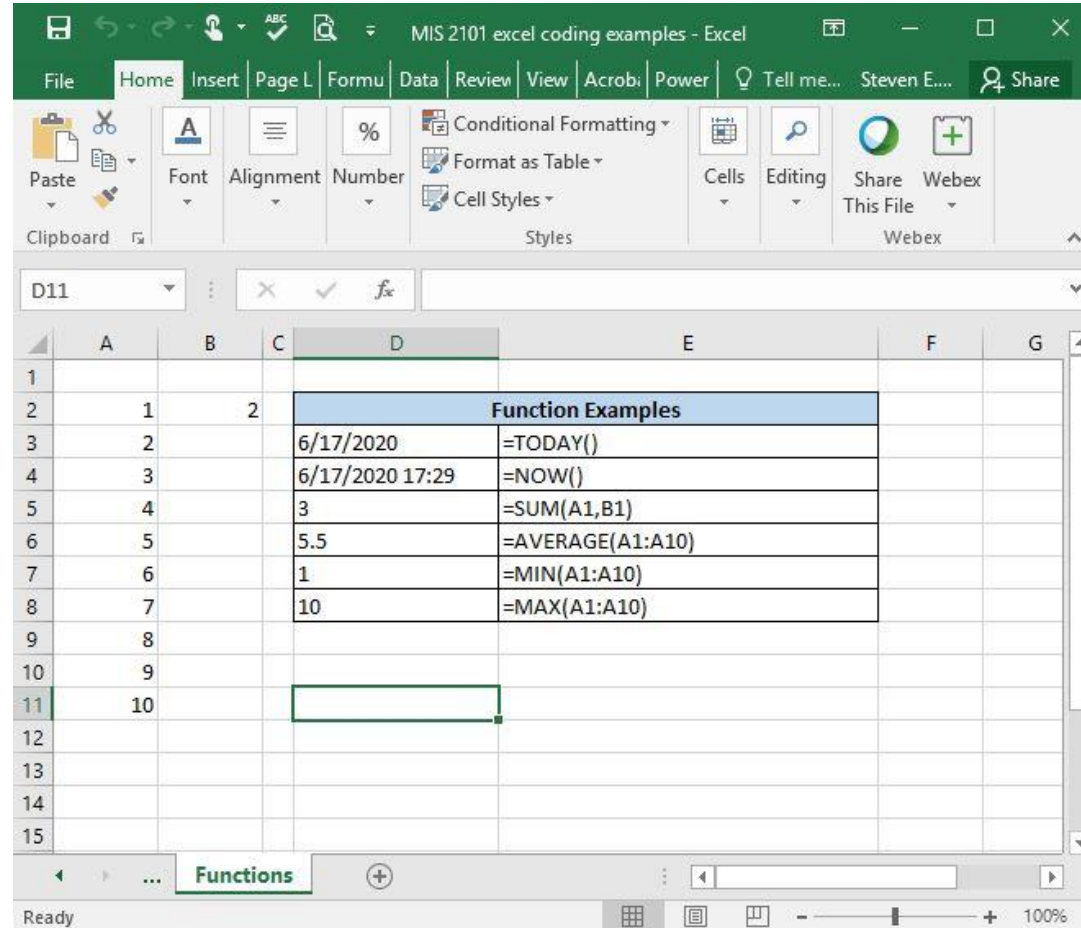 ABC
MIS 2101 excel coding examples - Excel
File Home Insert Page L Formu Data Review View Acroba Power Tell me... Steven E.... Share
Paste
Font Alignment Number
%
Conditional Formatting
Format as Table
Cell Styles
Cells Editing
Share This File
Webex
Clipboard Styles Webex
D11 fx
A B C D E F G
1
2 1 2 Function Examples
3 2 6/17/2020 =TODAY()
4 3 6/17/2020 17:29 =NOW()
5 4 3 =SUM(A1,B1)
6 5 5.5 =AVERAGE(A1:A10)
7 6 1 =MIN(A1:A10)
8 7 10 =MAX(A1:A10)
9 8
10 9
11 10
12
13
14
15
... Functions
Ready 100%